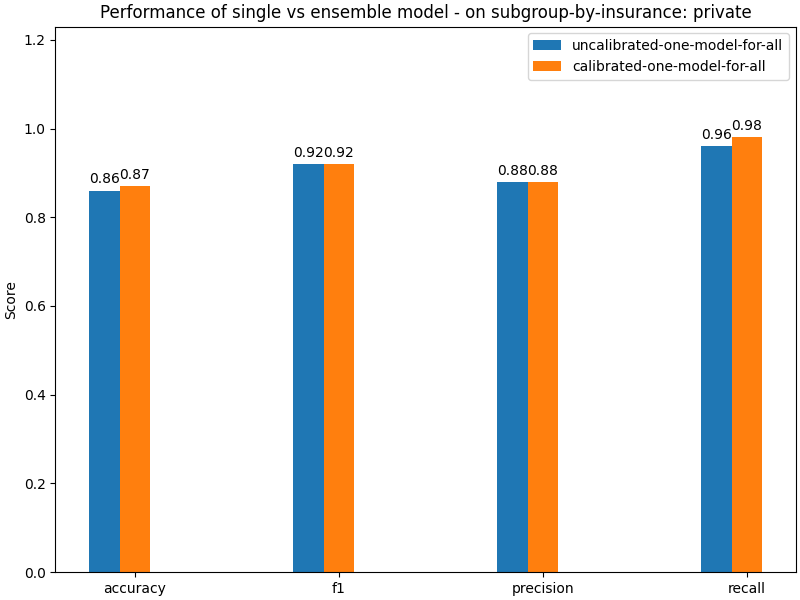 Performance of single vs ensemble model - on subgroup-by-insurance: private
uncalibrated-one-model-for-all
calibrated-one-model-for-all
Score
1.2
1.0
0.8
0.6
0.4
0.2
0.0
0.86 0.87
0.92 0.92
0.88 0.88
0.96 0.98
accuracy f1 precision recall